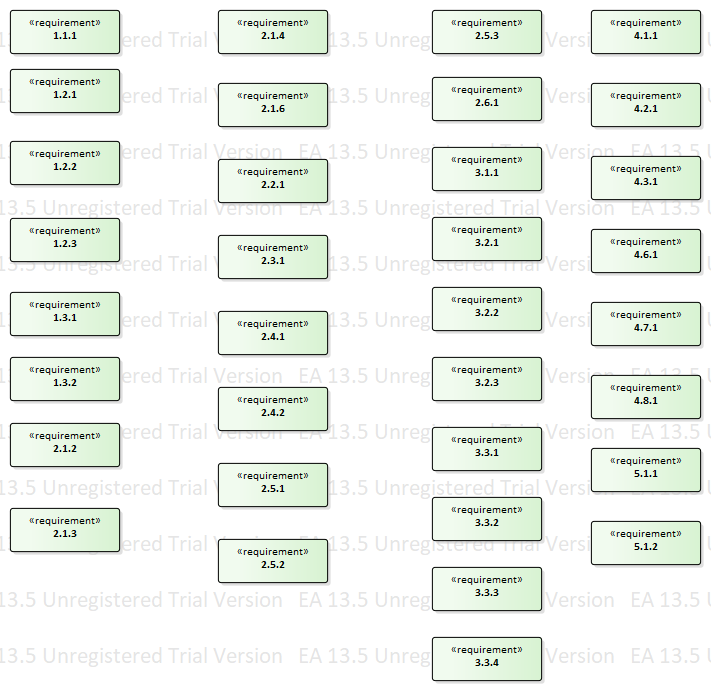 «requirement»
1.1.1
«requirement»
1.2.1
«requirement»
1.2.2
«requirement»
1.2.3
«requirement»
1.3.1
«requirement»
1.3.2
«requirement»
2.1.2
«requirement»
2.1.3
«requirement»
2.1.4
«requirement»
2.1.6
«requirement»
2.2.1
«requirement»
2.3.1
«requirement»
2.4.1
«requirement»
2.4.2
«requirement»
2.5.1
«requirement»
2.5.2
«requirement»
2.5.3
«requirement»
2.6.1
«requirement»
3.1.1
«requirement»
3.2.1
«requirement»
3.2.2
«requirement»
3.2.3
«requirement»
3.3.1
«requirement»
3.3.2
«requirement»
3.3.3
«requirement»
3.3.4
«requirement»
4.1.1
«requirement»
4.2.1
«requirement»
4.3.1
«requirement»
4.6.1
«requirement»
4.7.1
«requirement»
4.8.1
«requirement»
5.1.1
«requirement»
5.1.2
13.5 Unregistered Trial Version EA 13.5 Unregistered Trial Version EA 13.5 U